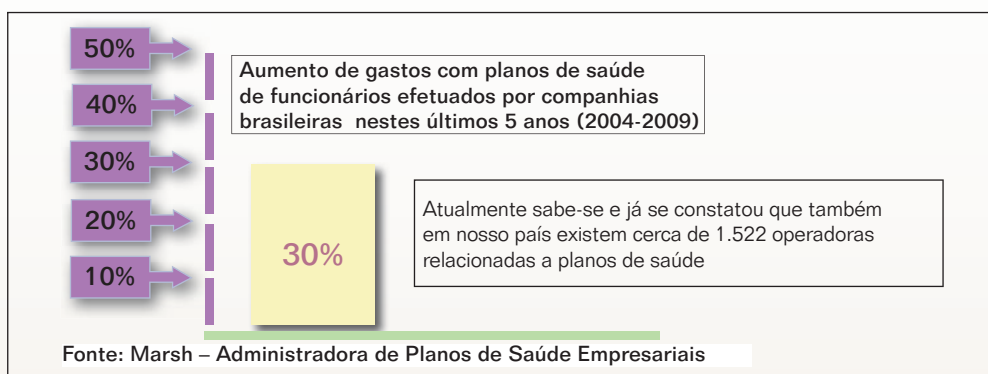 50%
Aumento de gastos com planos de saúde
de funcionários efetuados por companhias
brasileiras nestes últimos 5 anos (2004-2009)
40%
30%
20%
10%
30%
Atualmente sabe-se e já se constatou que também
em nosso país existem cerca de 1.522 operadoras
relacionadas a planos de saúde
Fonte: Marsh – Administradora de Planos de Saúde Empresariais